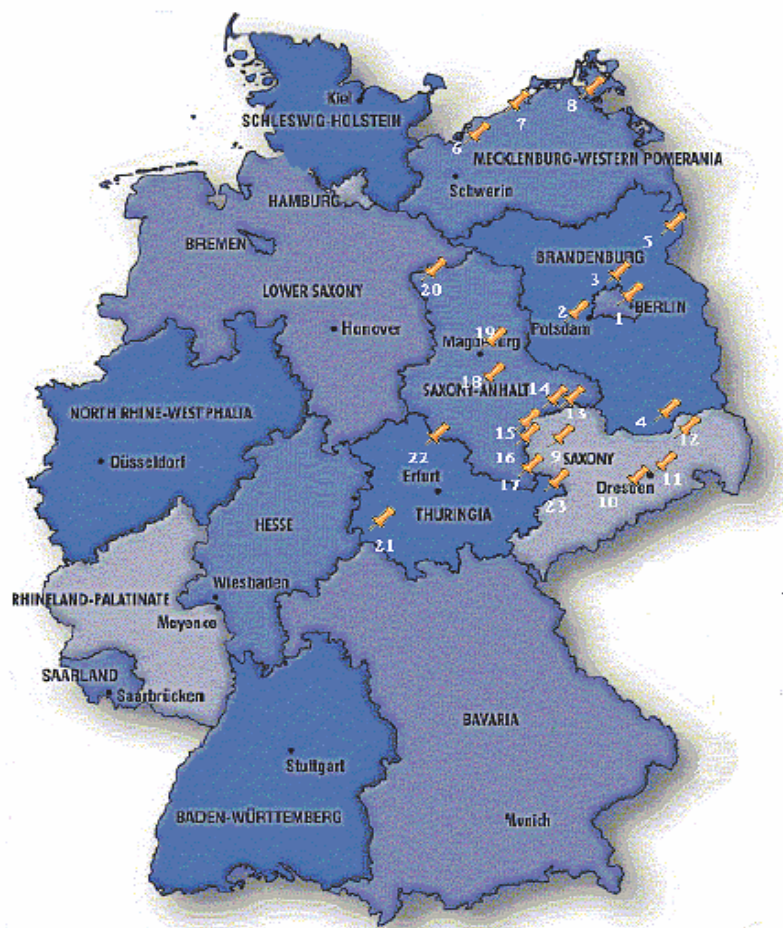 Kiel
SCHLESWIG-HOLSTEIN
8
7
6
MECKLENBURG-WESTERN POMERANIA
Schwerin
HAMBURG
BREMEN
5
BRANDENBURG
20
3
LOWER SAXONY
2
BERLIN
1
Honover
19
Potsdam
Magdeburg
18
SAXONY-ANHALT
14
13
NORTH RHINE-WESTPHALIA
4
12
15
22
9
Düsseldorf
16
SAXONY
11
Erfurt
17
Dresden
10
23
THURINGIA
HESSE
21
Wiesbaden
RHINELAND-PALATINATE
Mayence
SAARLAND
Saarbrücken
BAVARIA
Stuttgart
BADEN-WÜRTTEMBERG
Munich